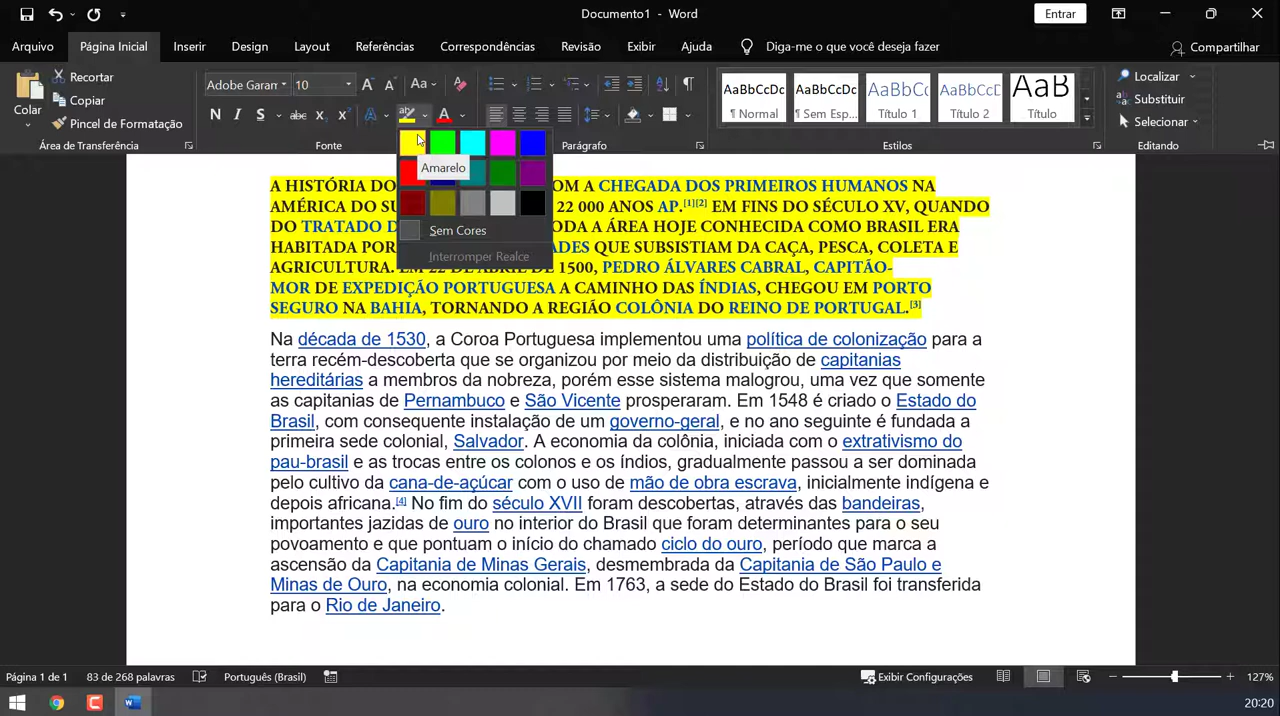 Documento1 - Word
Entrar
Arquivo
Página Inicial
Inserir
Design
Layout
Referências
Correspondências
Revisão
Exibir
Ajuda
Diga-me o que você deseja fazer
Compartilhar
Colar
Recortar
Copiar
Pincel de Formatação
Área de Transferência
Adobe Garan
10
Aa
N
I
S
abc
x₂
x²
A
Fonte
Parágrafo
AaBbCcDc
¶ Normal
AaBbCcDc
¶ Sem Esp...
AaBbCc
Título 1
AaBbCcC
Título 2
AaB
Título
Estilos
Localizar
Substituir
Selecionar
Editando
Amarelo
Sem Cores
Interromper Realce
A HISTÓRIA DO OM A CHEGADA DOS PRIMEIROS HUMANOS NA
AMÉRICA DO SU 22 000 ANOS AP.[1][2] EM FINS DO SÉCULO XV, QUANDO
DO TRATADO D ODA A ÁREA HOJE CONHECIDA COMO BRASIL ERA
HABITADA POR ADES QUE SUBSISTIAM DA CAÇA, PESCA, COLETA E
AGRICULTURA. EM 22 DE ABRIL DE 1500, PEDRO ÁLVARES CABRAL, CAPITÃO-
MOR DE EXPEDIÇÃO PORTUGUESA A CAMINHO DAS ÍNDIAS, CHEGOU EM PORTO
SEGURO NA BAHIA, TORNANDO A REGIÃO COLÔNIA DO REINO DE PORTUGAL.[3]
Na década de 1530, a Coroa Portuguesa implementou uma política de colonização para a
terra recém-descoberta que se organizou por meio da distribuição de capitanias
hereditárias a membros da nobreza, porém esse sistema malogrou, uma vez que somente
as capitanias de Pernambuco e São Vicente prosperaram. Em 1548 é criado o Estado do
Brasil, com consequente instalação de um governo-geral, e no ano seguinte é fundada a
primeira sede colonial, Salvador. A economia da colônia, iniciada com o extrativismo do
pau-brasil e as trocas entre os colonos e os índios, gradualmente passou a ser dominada
pelo cultivo da cana-de-açúcar com o uso de mão de obra escrava, inicialmente indígena e
depois africana.[4] No fim do século XVII foram descobertas, através das bandeiras,
importantes jazidas de ouro no interior do Brasil que foram determinantes para o seu
povoamento e que pontuam o início do chamado ciclo do ouro, período que marca a
ascensão da Capitania de Minas Gerais, desmembrada da Capitania de São Paulo e
Minas de Ouro, na economia colonial. Em 1763, a sede do Estado do Brasil foi transferida
para o Rio de Janeiro.
Página 1 de 1
83 de 268 palavras
Português (Brasil)
Exibir Configurações
127%
20:20